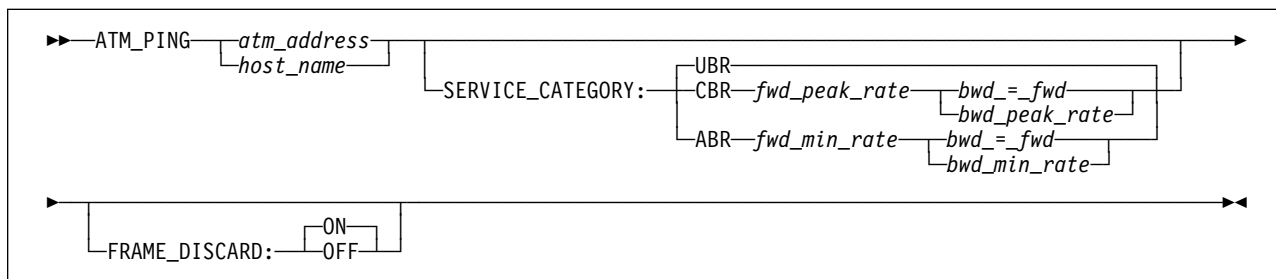 ATM_PING atm_address
host_name
UBR
SERVICE_CATEGORY: CBR fwd_peak_rate bwd_=_fwd
bwd_peak_rate
ABR fwd_min_rate bwd_=_fwd
bwd_min_rate
ON
FRAME_DISCARD: OFF